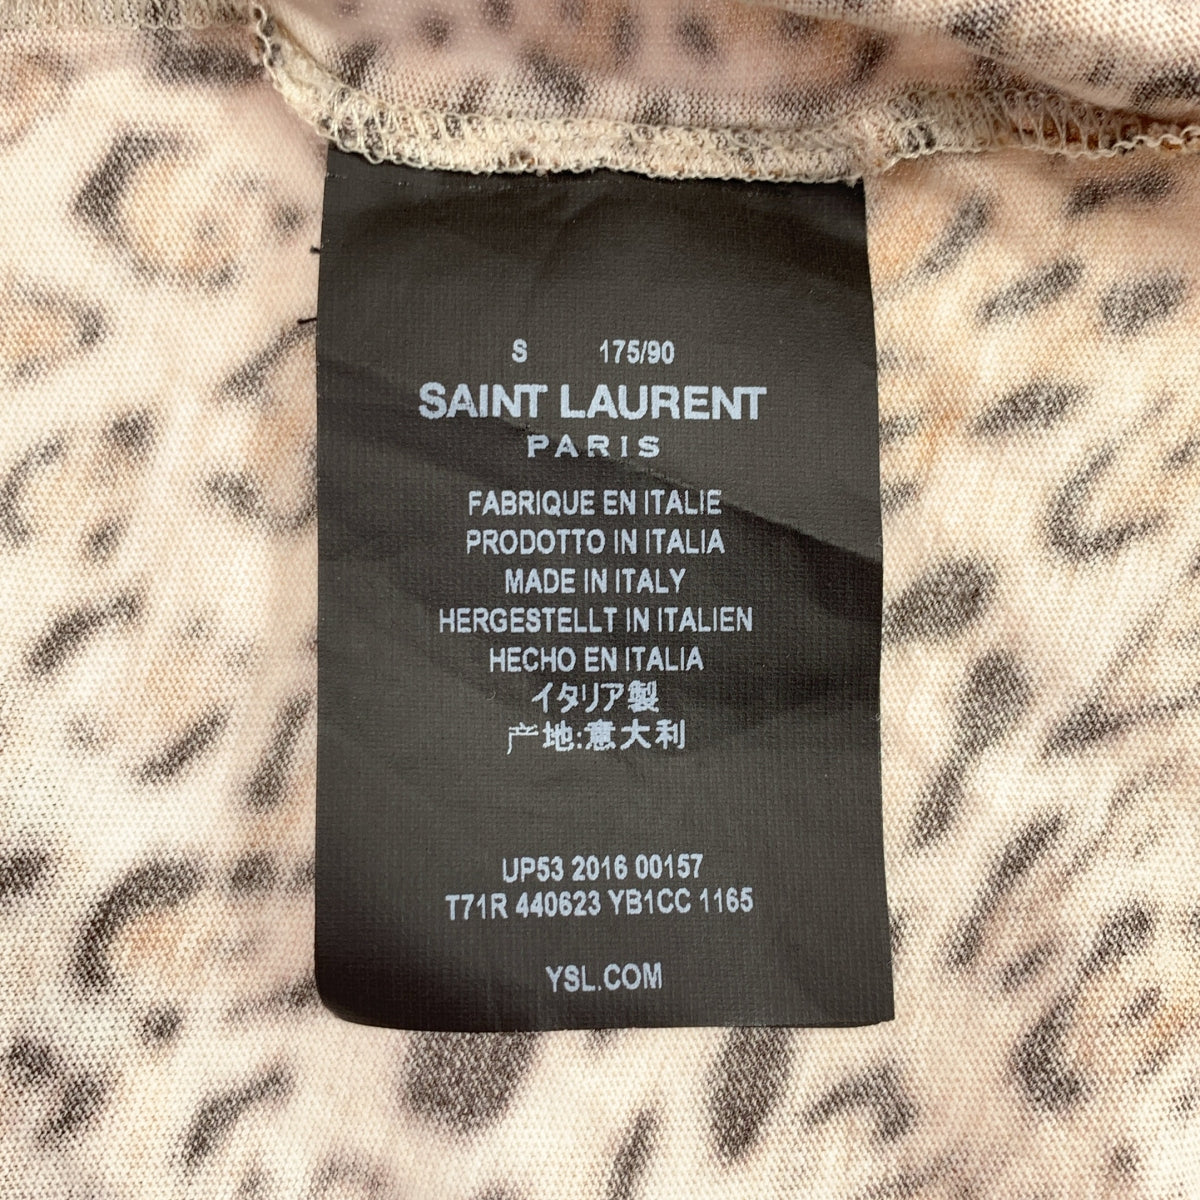 S 175/90
SAINT LAURENT
PARIS
FABRIQUE EN ITALIE
PRODOTTO IN ITALIA
MADE IN ITALY
HERGESTELLT IN ITALIEN
HECHO EN ITALIA
イタリア製
产地:意大利
UP53 2016 00157
T71R 440623 YB1CC 1165
YSL.COM